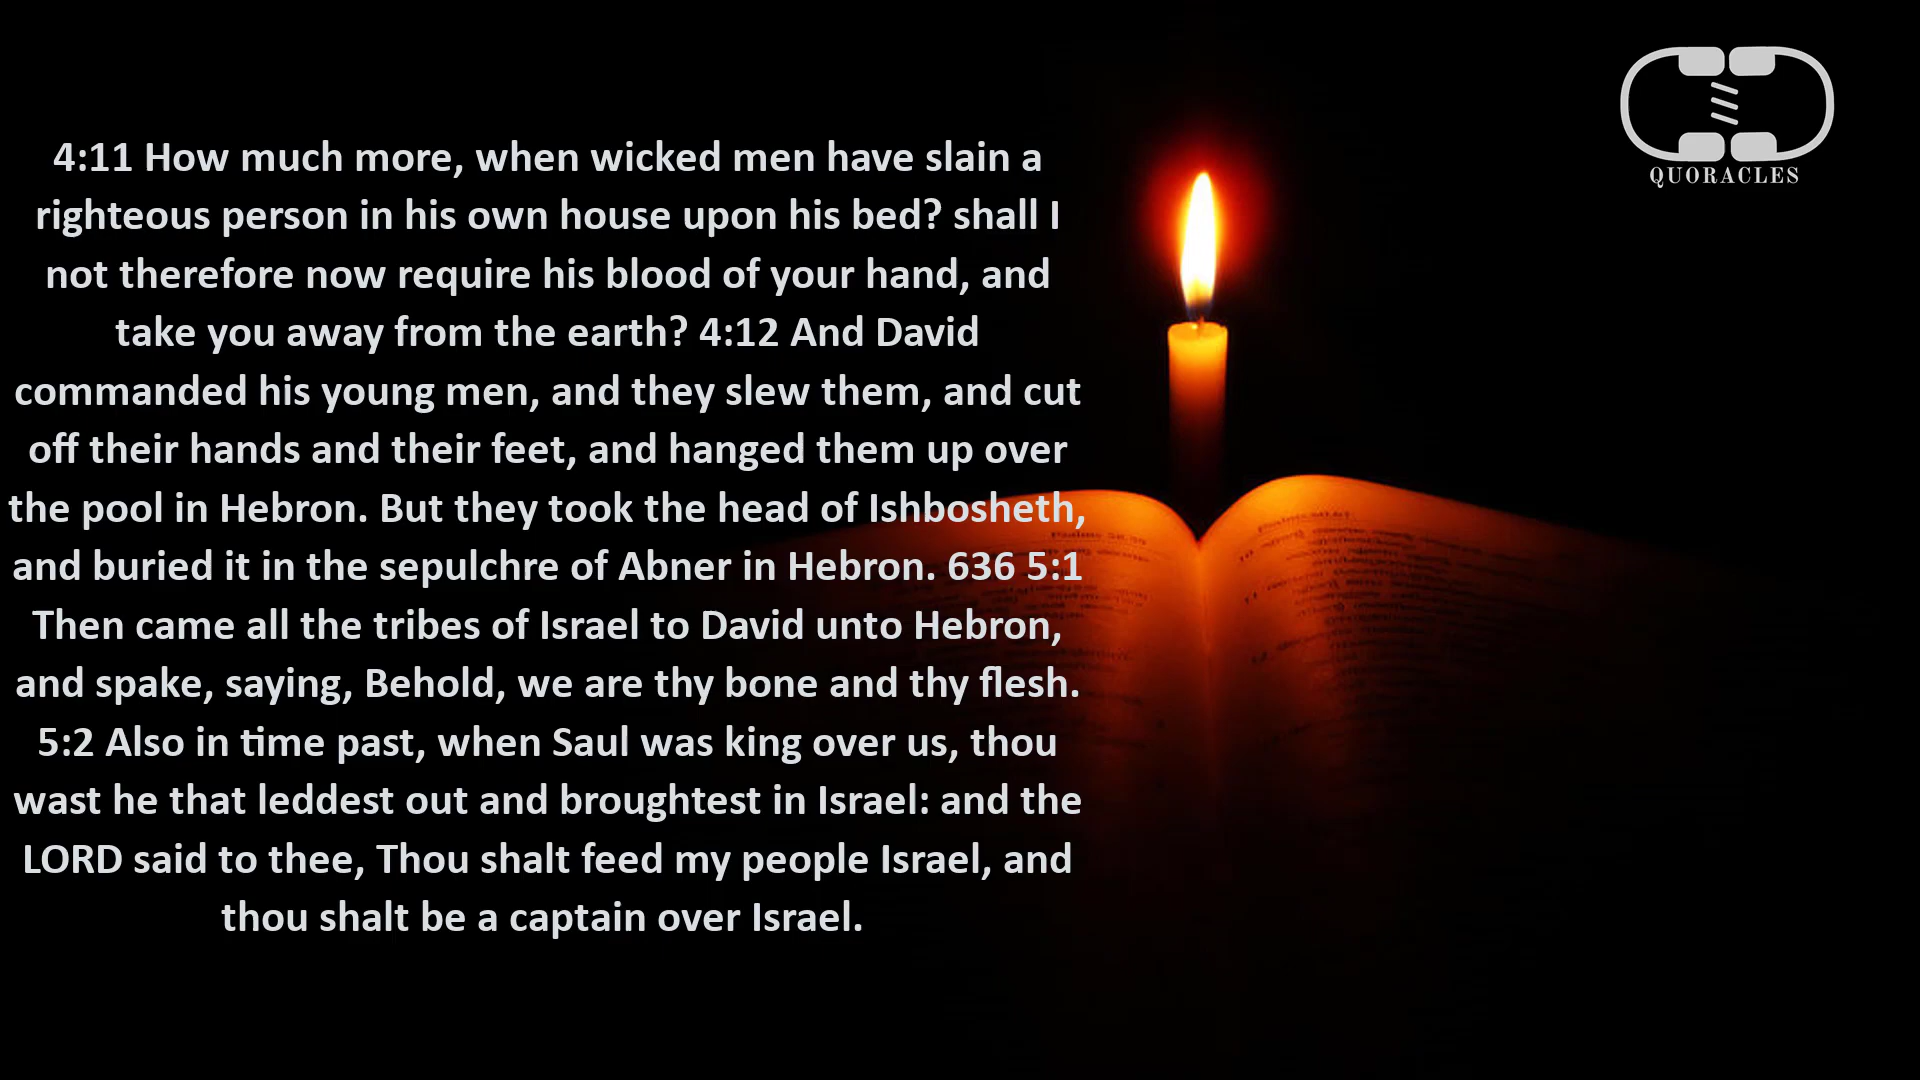 4:11 How much more, when wicked men have slain a
righteous person in his own house upon his bed? shall I
not therefore now require his blood of your hand, and
take you away from the earth? 4:12 And David
commanded his young men, and they slew them, and cut
off their hands and their feet, and hanged them up over
the pool in Hebron. But they took the head of Ishbosheth,
and buried it in the sepulchre of Abner in Hebron. 636 5:1
Then came all the tribes of Israel to David unto Hebron,
and spake, saying, Behold, we are thy bone and thy flesh.
5:2 Also in time past, when Saul was king over us, thou
wast he that leddest out and broughtest in Israel: and the
LORD said to thee, Thou shalt feed my people Israel, and
thou shalt be a captain over Israel.
QUORACLES